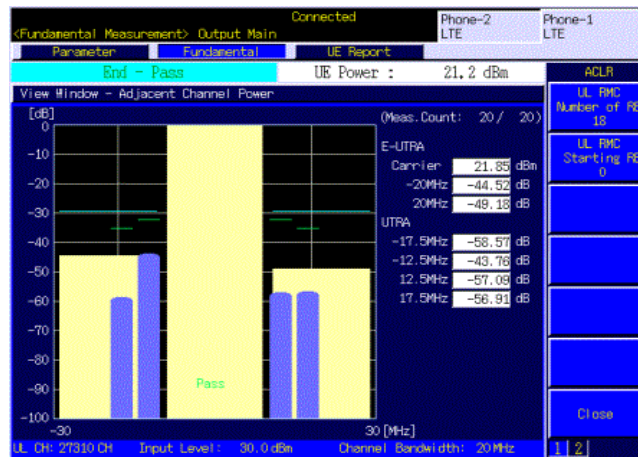 Connected
<Fundamental Measurement> Output Main
Phone-2
LTE
Phone-1
LTE
Parameter Fundamental UE Report
End - Pass UE Power : 21.2 dBm
ACLR
View Window - Adjacent Channel Power
UL RMC
Number of RB
18
UL RMC
Starting RB
0
Close
1 2
[dB]
0
-10
-20
-30
-40
-50
-60
-70
-80
-90
-100
Pass
-30 30 [MHz]
(Meas.Count: 20 / 20)
E-UTRA
Carrier 21.85 dBm
-20MHz -44.52 dB
20MHz -49.18 dB
UTRA
-17.5MHz -58.57 dB
-12.5MHz -43.76 dB
12.5MHz -57.09 dB
17.5MHz -56.91 dB
UL CH: 27310 CH Input Level: 30.0 dBm Channel Bandwidth: 20 MHz